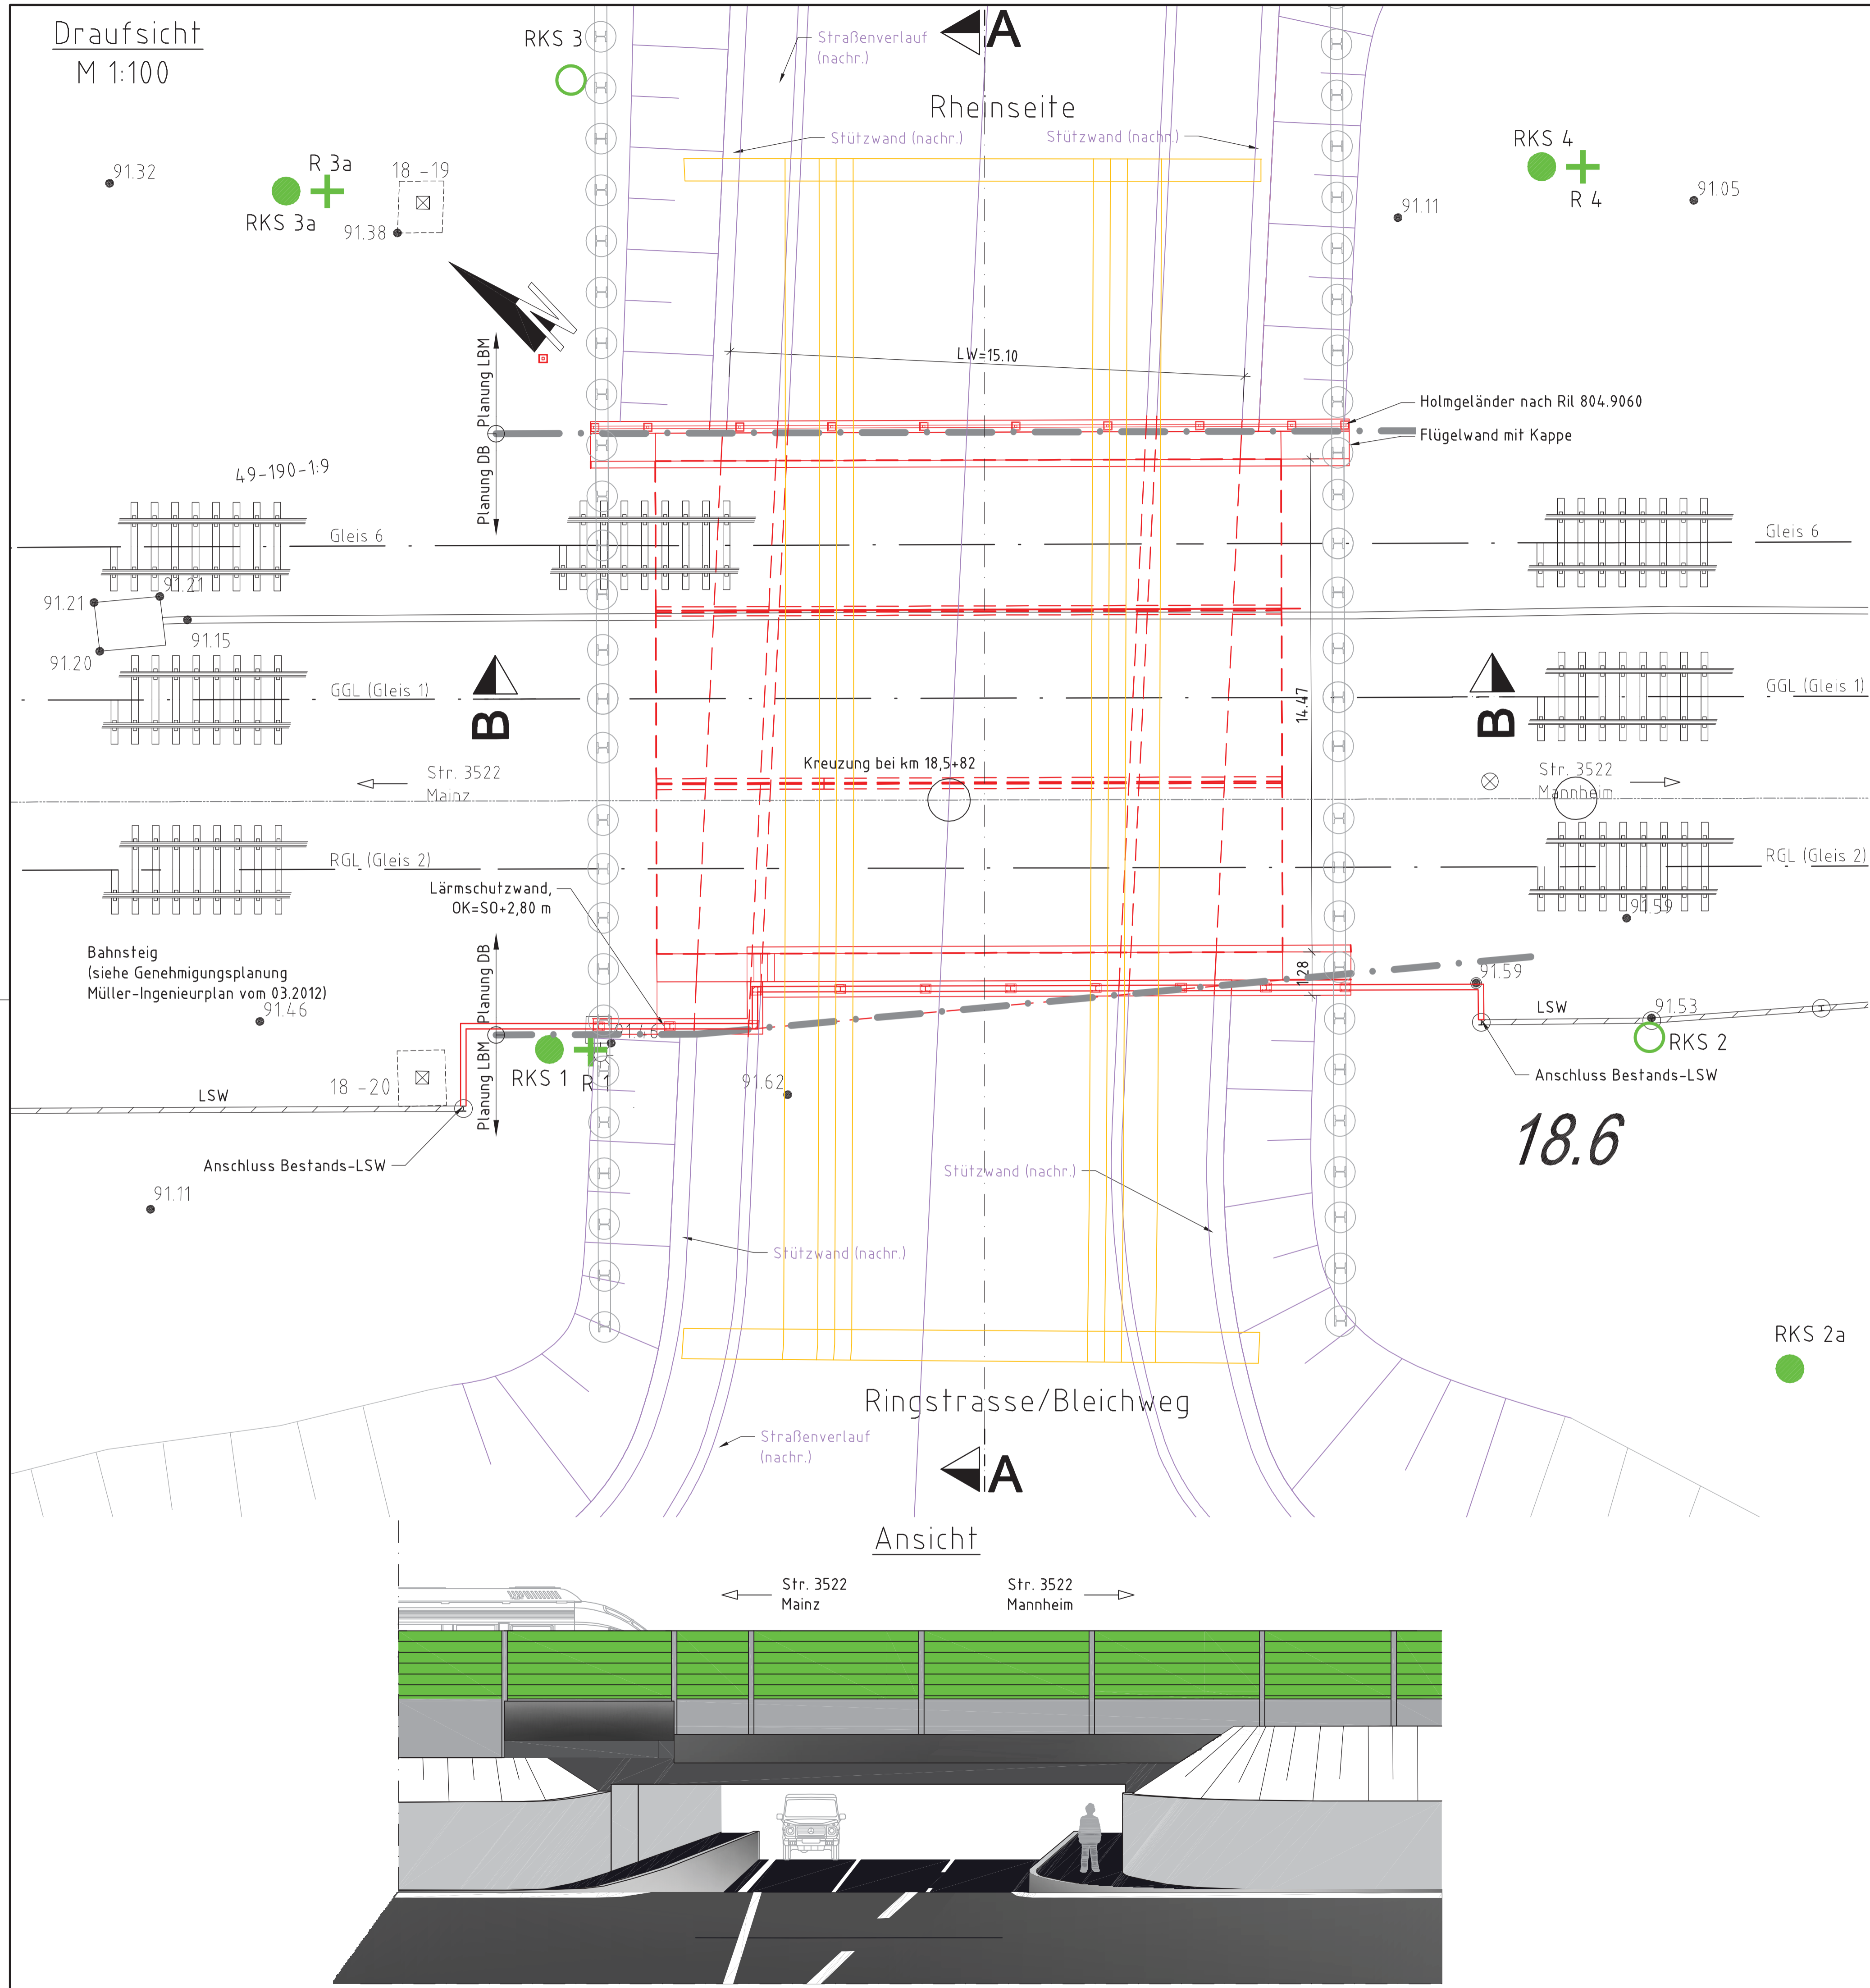 Draufsicht
M 1:100
RKS 3
Straßenverlauf
(nachr.)
A
Rheinseite
Stützwand (nachr.)
Stützwand (nachr.)
RKS 4
R 4
91.32
R 3a
RKS 3a
18 -19
91.38
91.11
91.05
N
Planung LBM
Planung DB
LW=15.10
Holmgeländer nach Ril 804.9060
Flügelwand mit Kappe
49-190-1:9
Gleis 6
Gleis 6
91.21
91.21
91.15
91.20
GGL (Gleis 1)
B
14.47
B
GGL (Gleis 1)
Kreuzung bei km 18,5+82
Str. 3522
Mainz
Str. 3522
Mannheim
RGL (Gleis 2)
RGL (Gleis 2)
Lärmschutzwand,
OK=SO+2,80 m
91.59
Bahnsteig
(siehe Genehmigungsplanung
Müller-Ingenieurplan vom 03.2012)
91.46
Planung DB
Planung LBM
1.28
91.59
LSW
91.53
RKS 2
Anschluss Bestands-LSW
91.46
RKS 1
R 1
18 -20
LSW
91.62
18.6
Anschluss Bestands-LSW
91.11
Stützwand (nachr.)
Stützwand (nachr.)
RKS 2a
Ringstrasse/Bleichweg
Straßenverlauf
(nachr.)
A
Ansicht
Str. 3522
Mainz
Str. 3522
Mannheim